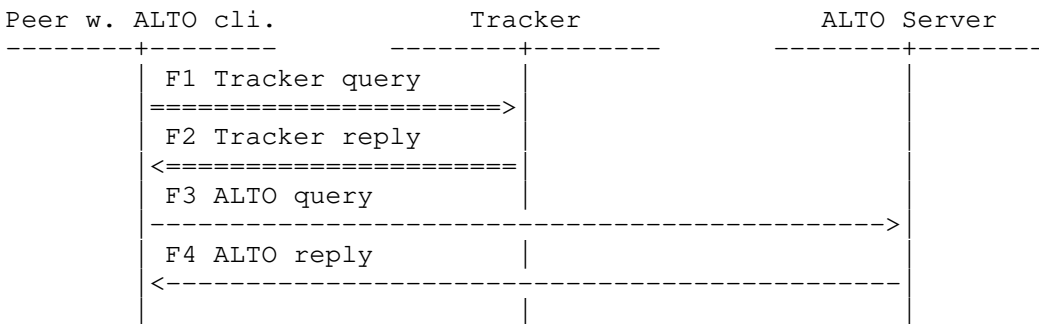 Peer w. ALTO cli. Tracker ALTO Server
F1 Tracker query
F2 Tracker reply
F3 ALTO query
F4 ALTO reply